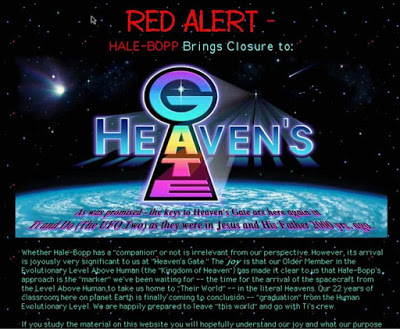 RED ALERT -
HALE-BOPP Brings Closure to:
HEAVEN'S
GATE
As was promised - the keys to Heaven's Gate are here again in
Ti and Do (The UFO Two) as they were in Jesus and His Father 2000 yrs. ago.
Whether Hale-Bopp has a "companion" or not is irrelevant from our perspective. However, its arrival
is joyously very significant to us at "Heaven's Gate." The joy is that our Older Member in the
Evolutionary Level Above Human (the "Kingdom of Heaven") has made it clear to us that Hale-Bopp's
approach is the "marker" we've been waiting for -- the time for the arrival of the spacecraft from
the Level Above Human to take us home to "Their World" -- in the literal Heavens. Our 22 years of
classroom here on planet Earth is finally coming to conclusion -- "graduation" from the Human
Evolutionary Level. We are happily prepared to leave "this world" and go with Ti's crew.
If you study the material on this website you will hopefully understand our joy and what our purpose